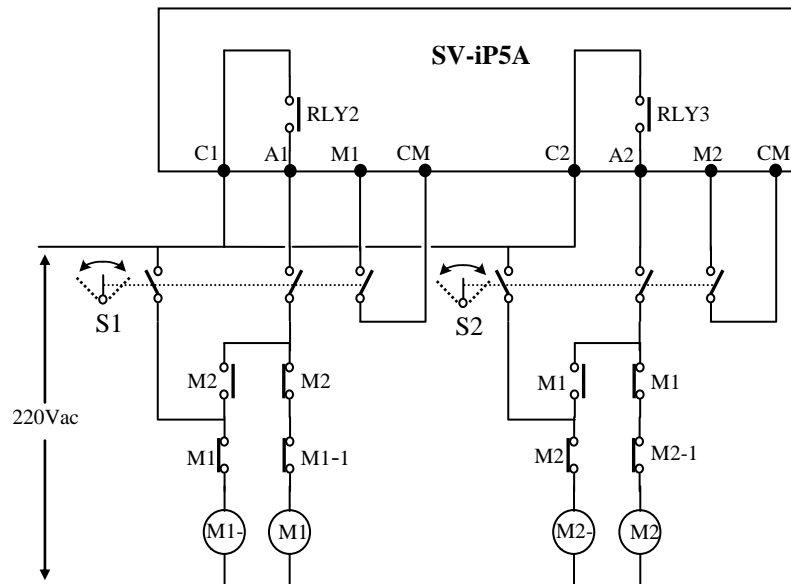 SV-iP5A
RLY2
RLY3
C1 A1 M1 CM C2 A2 M2 CM
S1 S2
M2 M2 M1 M1
220Vac
M1 M1-1 M2 M2-1
M1- M1 M2- M2